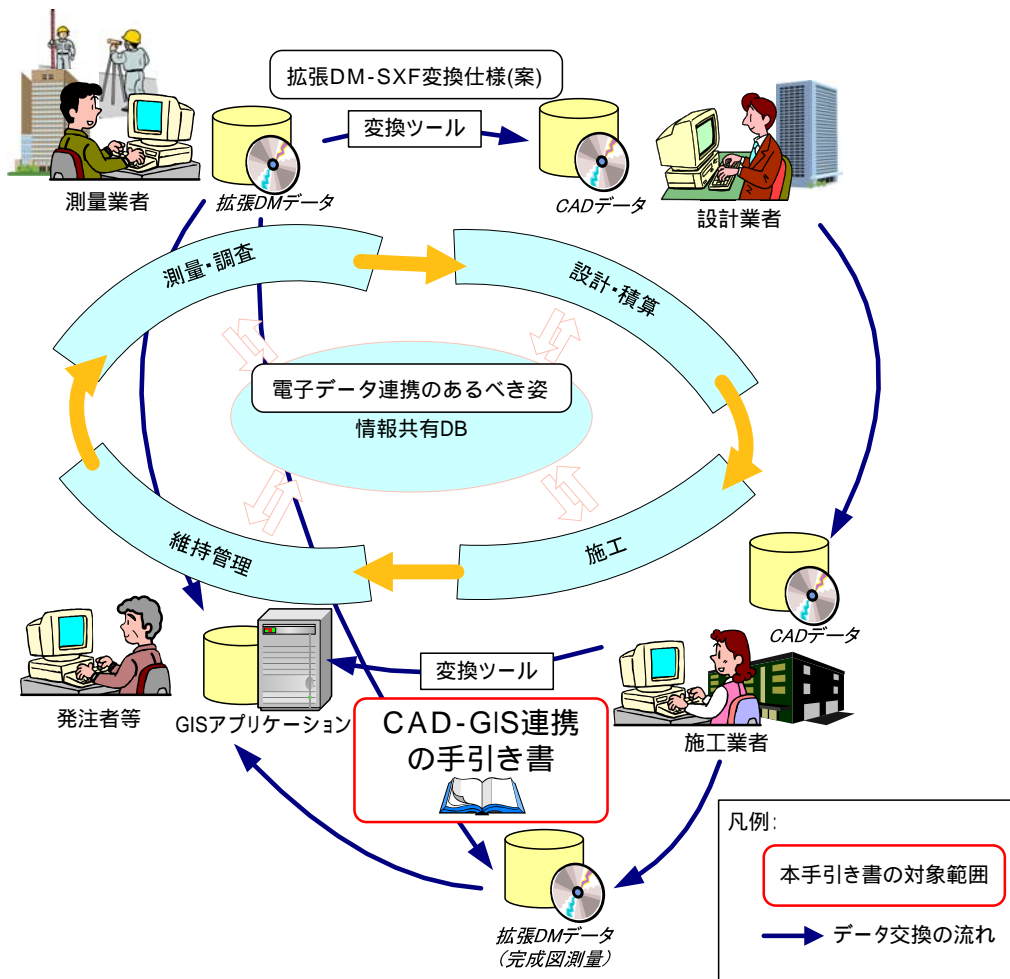 拡張DM-SXF変換仕様(案)
変換ツール
測量業者
拡張DMデータ
CADデータ
設計業者
測量・調査
設計・積算
電子データ連携のあるべき姿
情報共有DB
維持管理
施工
CADデータ
変換ツール
発注者等
GISアプリケーション
CAD-GIS連携
の手引き書
施工業者
凡例:
本手引き書の対象範囲
データ交換の流れ
拡張DMデータ
(完成図測量)